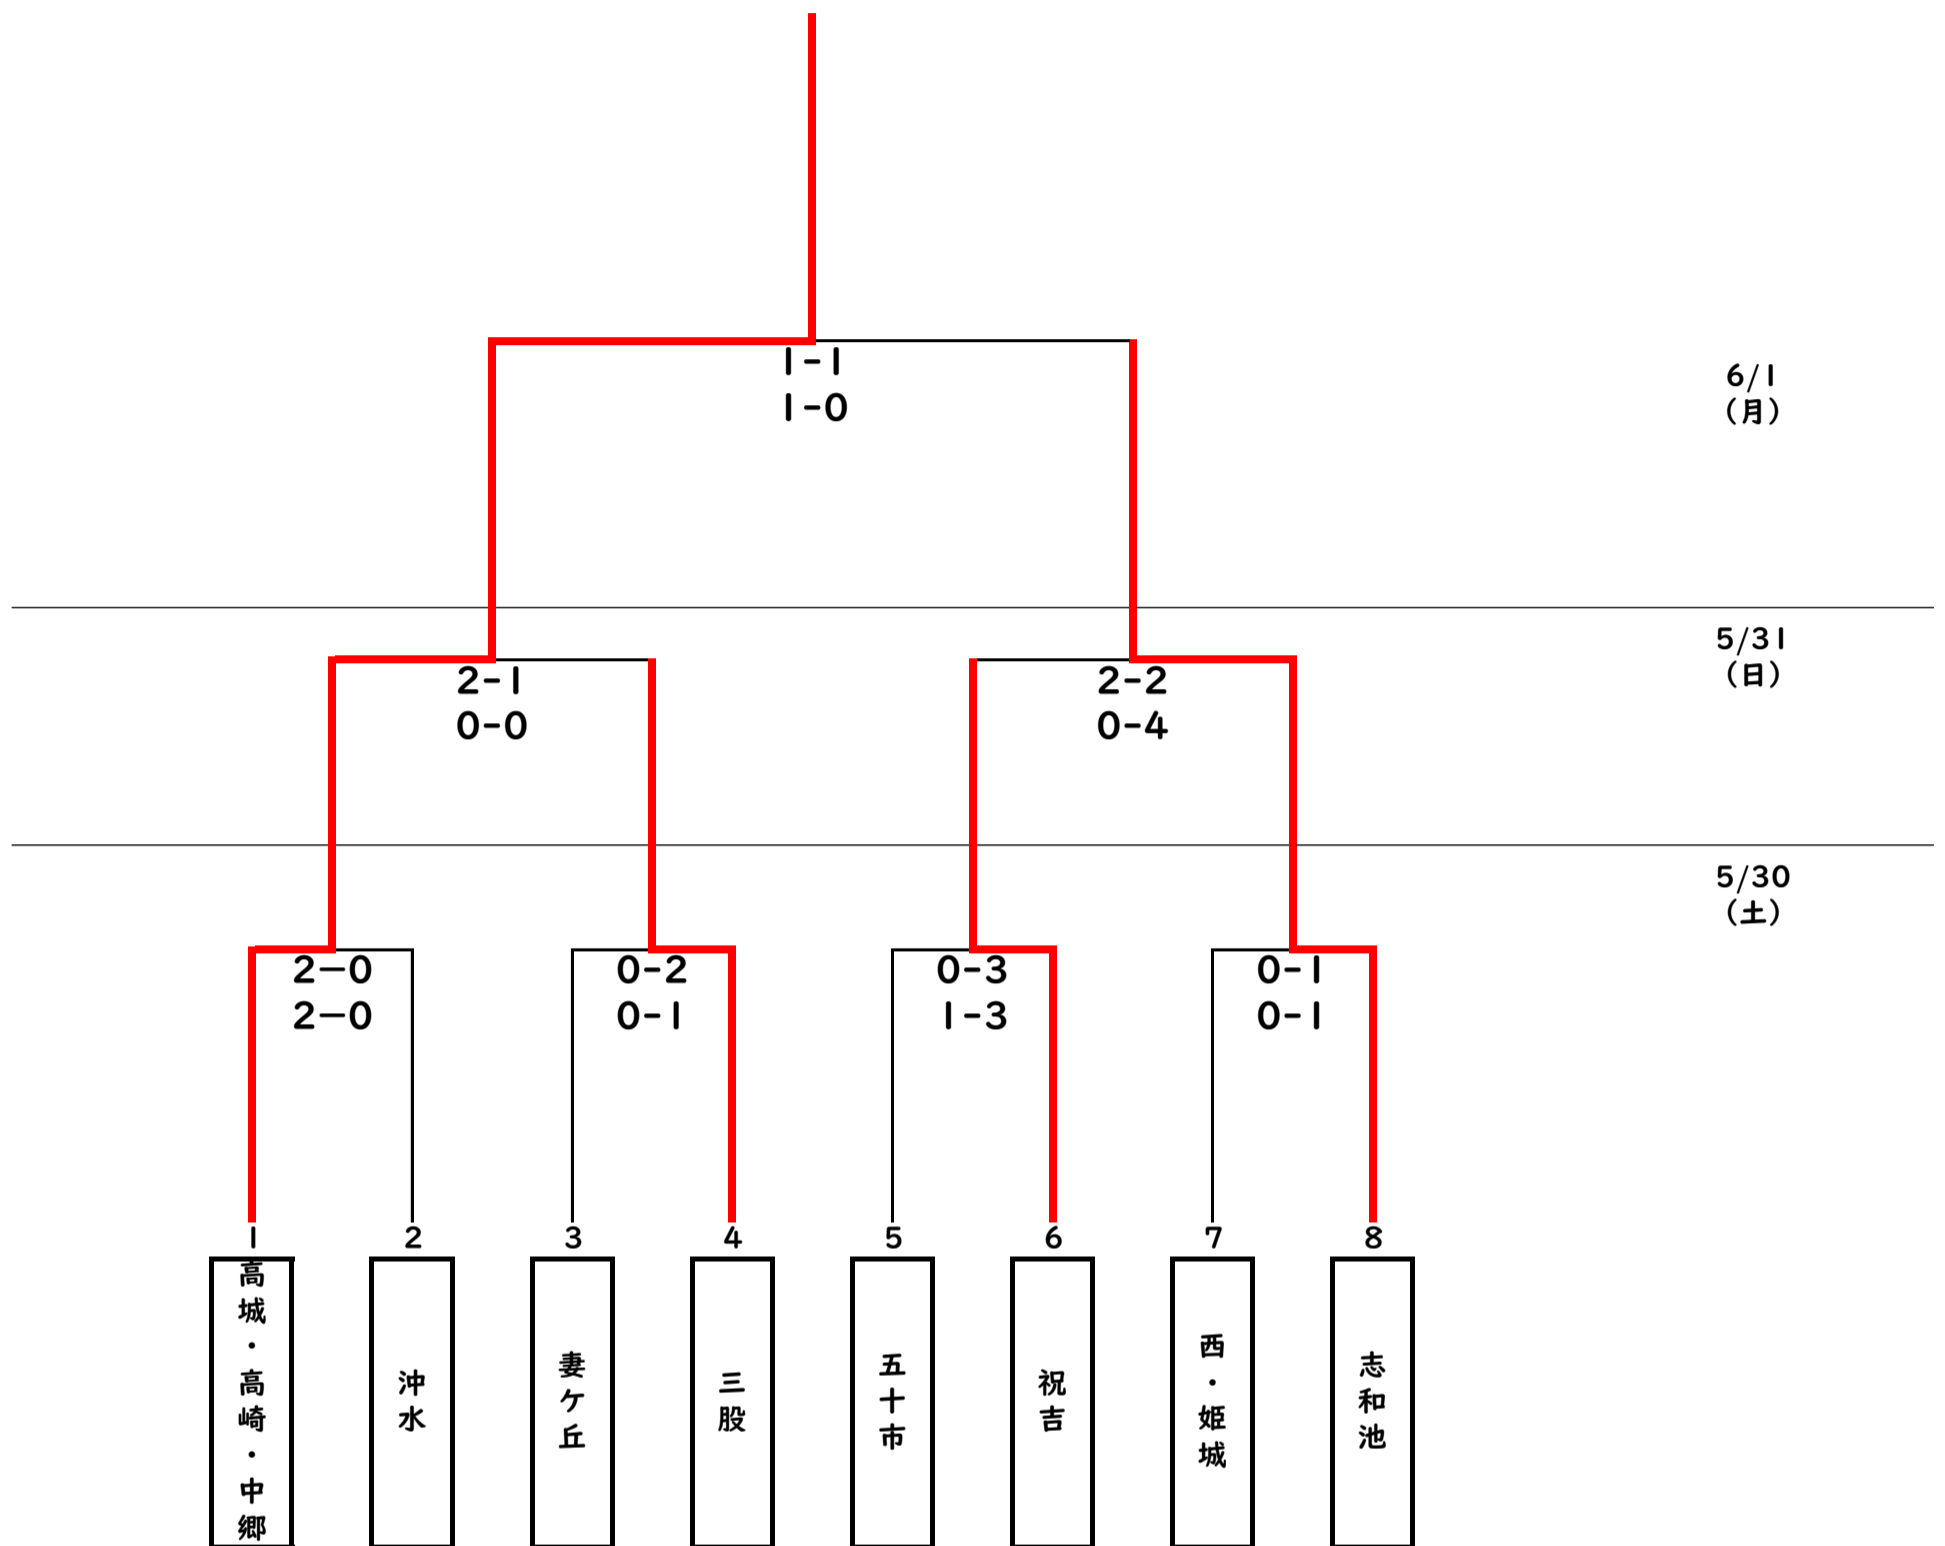 1-1
1-0
6/1
(月)
5/31
(日)
2-1
0-0
2-2
0-4
5/30
(土)
2—0
2—0
0-2
0-1
0-3
1-3
0-1
0-1
1
2
3
4
5
6
7
8
高城・高崎・中郷
沖水
妻ケ丘
三股
五十市
祝吉
西・姫城
志和池